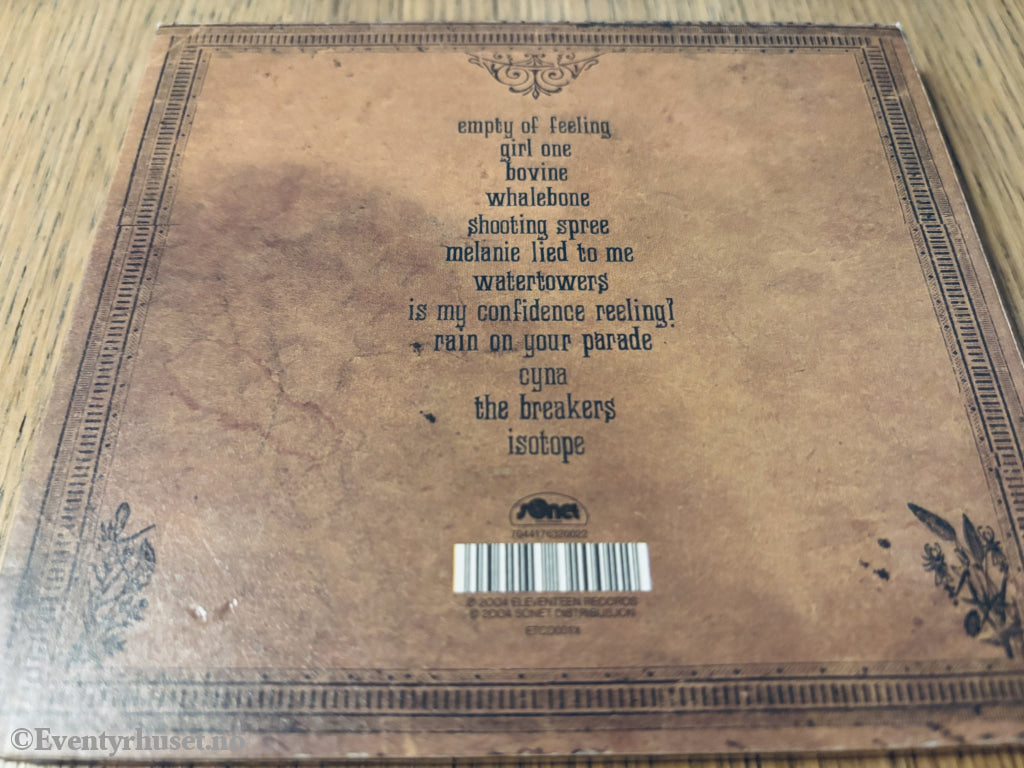 empty of feeling
girl one
bovine
whalebone
shooting spree
melanie lied to me
watertowers
is my confidence reeling?
rain on your parade
cyna
the breakers
isotope
sonet
℗ 2004 ELEVENTEEN RECORDS
© 2004 SONET DISTRIBUSJON
©Eventyrhuset.no